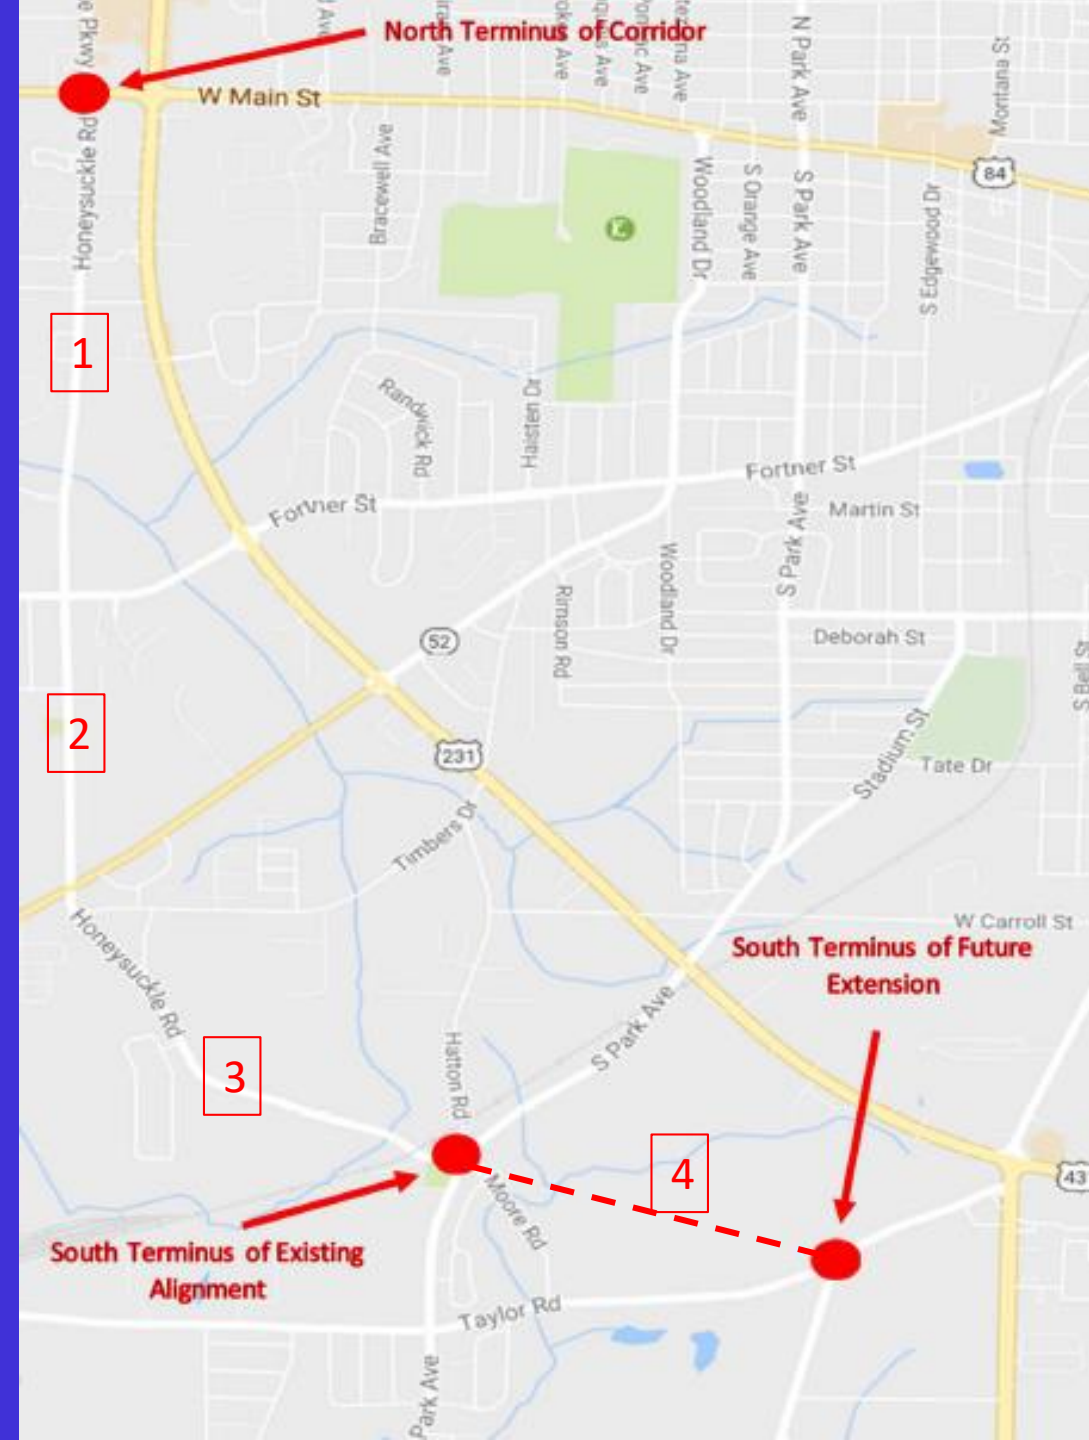 North Terminus of Corridor
N Park Ave
Montana St
W Main St
84
Honeysuckle Rd
Bracewell Ave
Woodland Dr
S Orange Ave
S Park Ave
S Edgewood Dr
1
Randwick Rd
Fortner St
Fortner St
S Park Ave
Martin St
Woodland Dr
Rimson Rd
52
Deborah St
S Bell St
2
231
Stadium St
Tate Dr
Timbers Dr
Honeysuckle Rd
W Carroll St
South Terminus of Future
Extension
S Park Ave
Hatton Rd
3
4
43
Moore Rd
South Terminus of Existing
Alignment
Taylor Rd
Park Ave